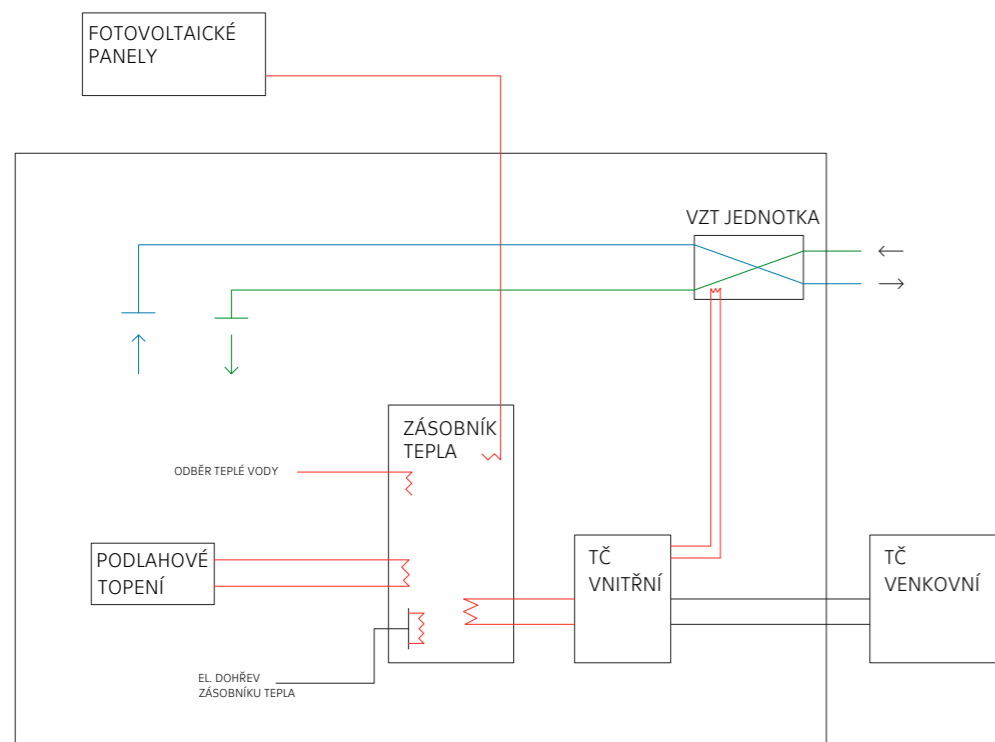 FOTOVOLTAICKÉ
PANELY
VZT JEDNOTKA
ZÁSOBNÍK
TEPLA
ODBĚR TEPLÉ VODY
PODLAHOVÉ
TOPENÍ
TČ
VNITŘNÍ
TČ
VENKOVNÍ
EL. DOHŘEV
ZÁSOBNÍKU TEPLA